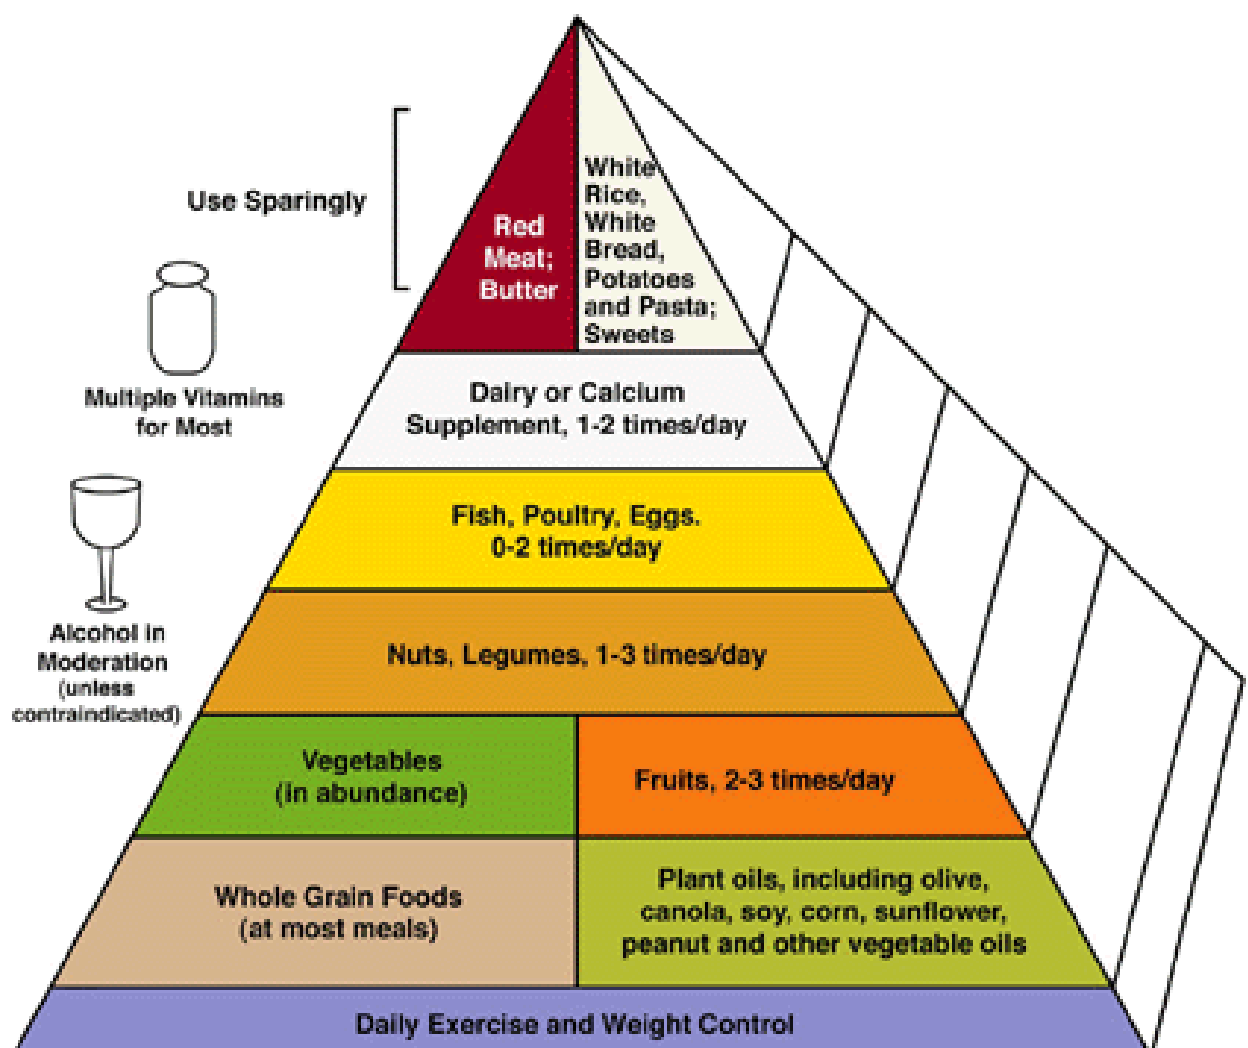 Use Sparingly
Red
Meat;
Butter
White
Rice,
White
Bread,
Potatoes
and Pasta;
Sweets
Multiple Vitamins
for Most
Dairy or Calcium
Supplement, 1-2 times/day
Fish, Poultry, Eggs.
0-2 times/day
Alcohol in
Moderation
(unless
contraindicated)
Nuts, Legumes, 1-3 times/day
Vegetables
(in abundance)
Fruits, 2-3 times/day
Whole Grain Foods
(at most meals)
Plant oils, including olive,
canola, soy, corn, sunflower,
peanut and other vegetable oils
Daily Exercise and Weight Control